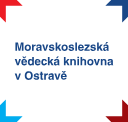 Moravskoslezská
vědecká knihovna
v Ostravě